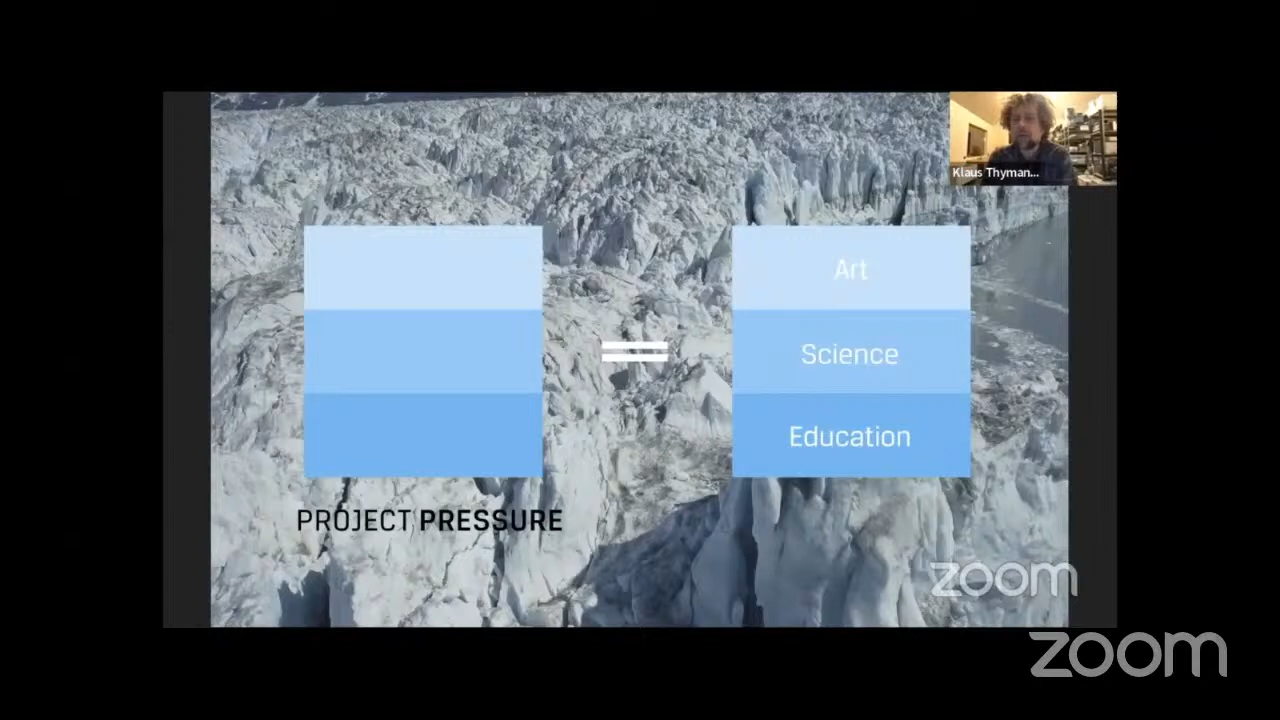 Klaus Thyman...
Art
Science
Education
PROJECT PRESSURE
zoom
zoom